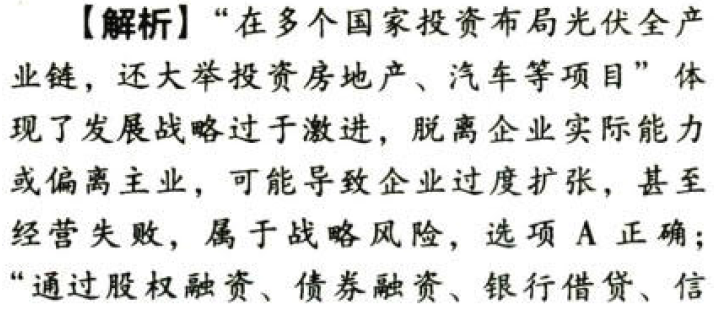 【解析】“在多个国家投资布局光伏全产
业链，还大举投资房地产、汽车等项目”体
现了发展战略过于激进，脱离企业实际能力
或偏离主业，可能导致企业过度扩张，甚至
经营失败，属于战略风险，选项 A 正确；
“通过股权融资、债券融资、银行借贷、信